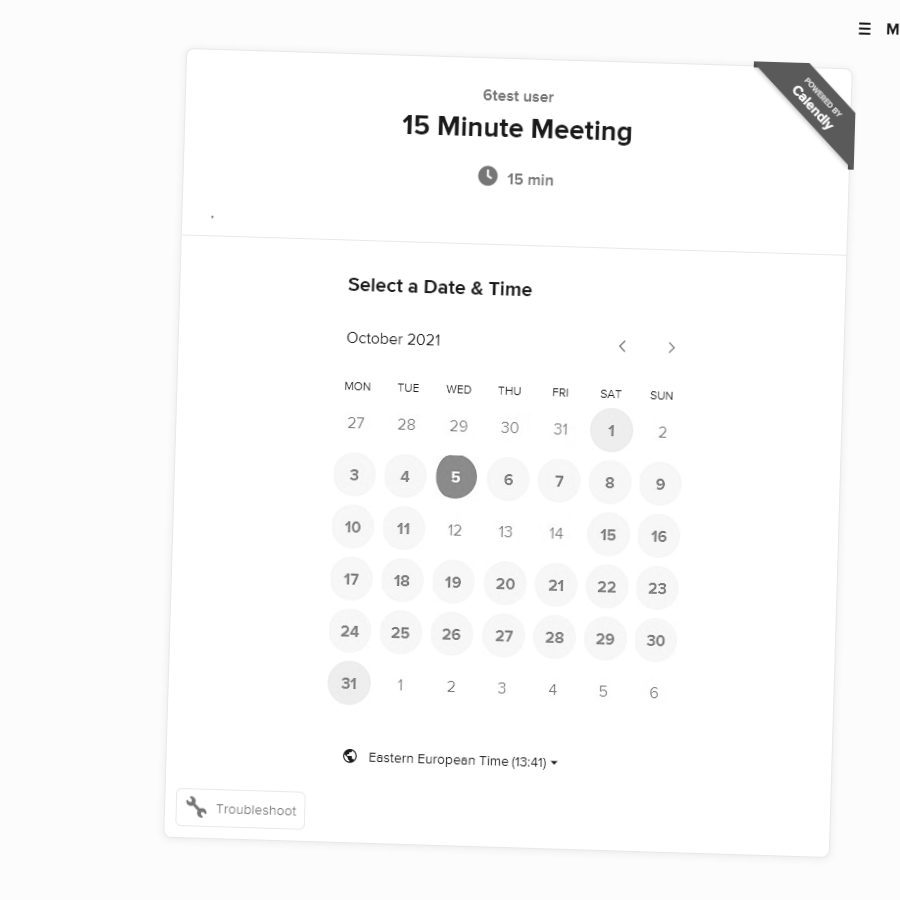 M
POWERED BY
Calendly
6test user
15 Minute Meeting
15 min
Select a Date & Time
October 2021
MON TUE WED THU FRI SAT SUN
27 28 29 30 31 1 2
3 4 5 6 7 8 9
10 11 12 13 14 15 16
17 18 19 20 21 22 23
24 25 26 27 28 29 30
31 1 2 3 4 5 6
Eastern European Time (13:41)
Troubleshoot